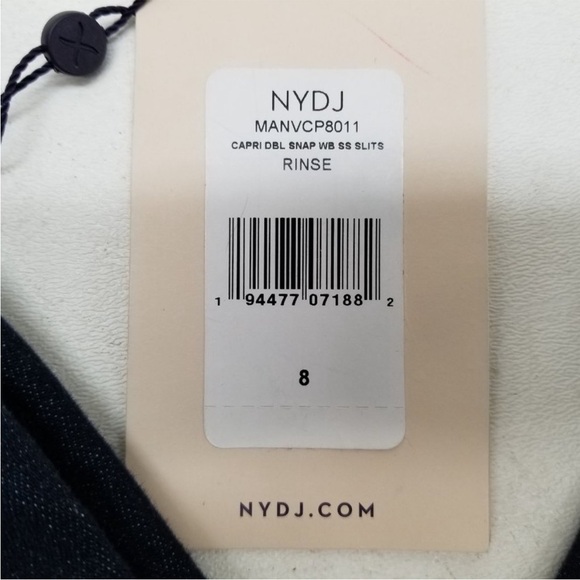 NYDJ
MANVCP8011
CAPRI DBL SNAP WB SS SLITS
RINSE
1 94477 07188 2
8
NYDJ.COM